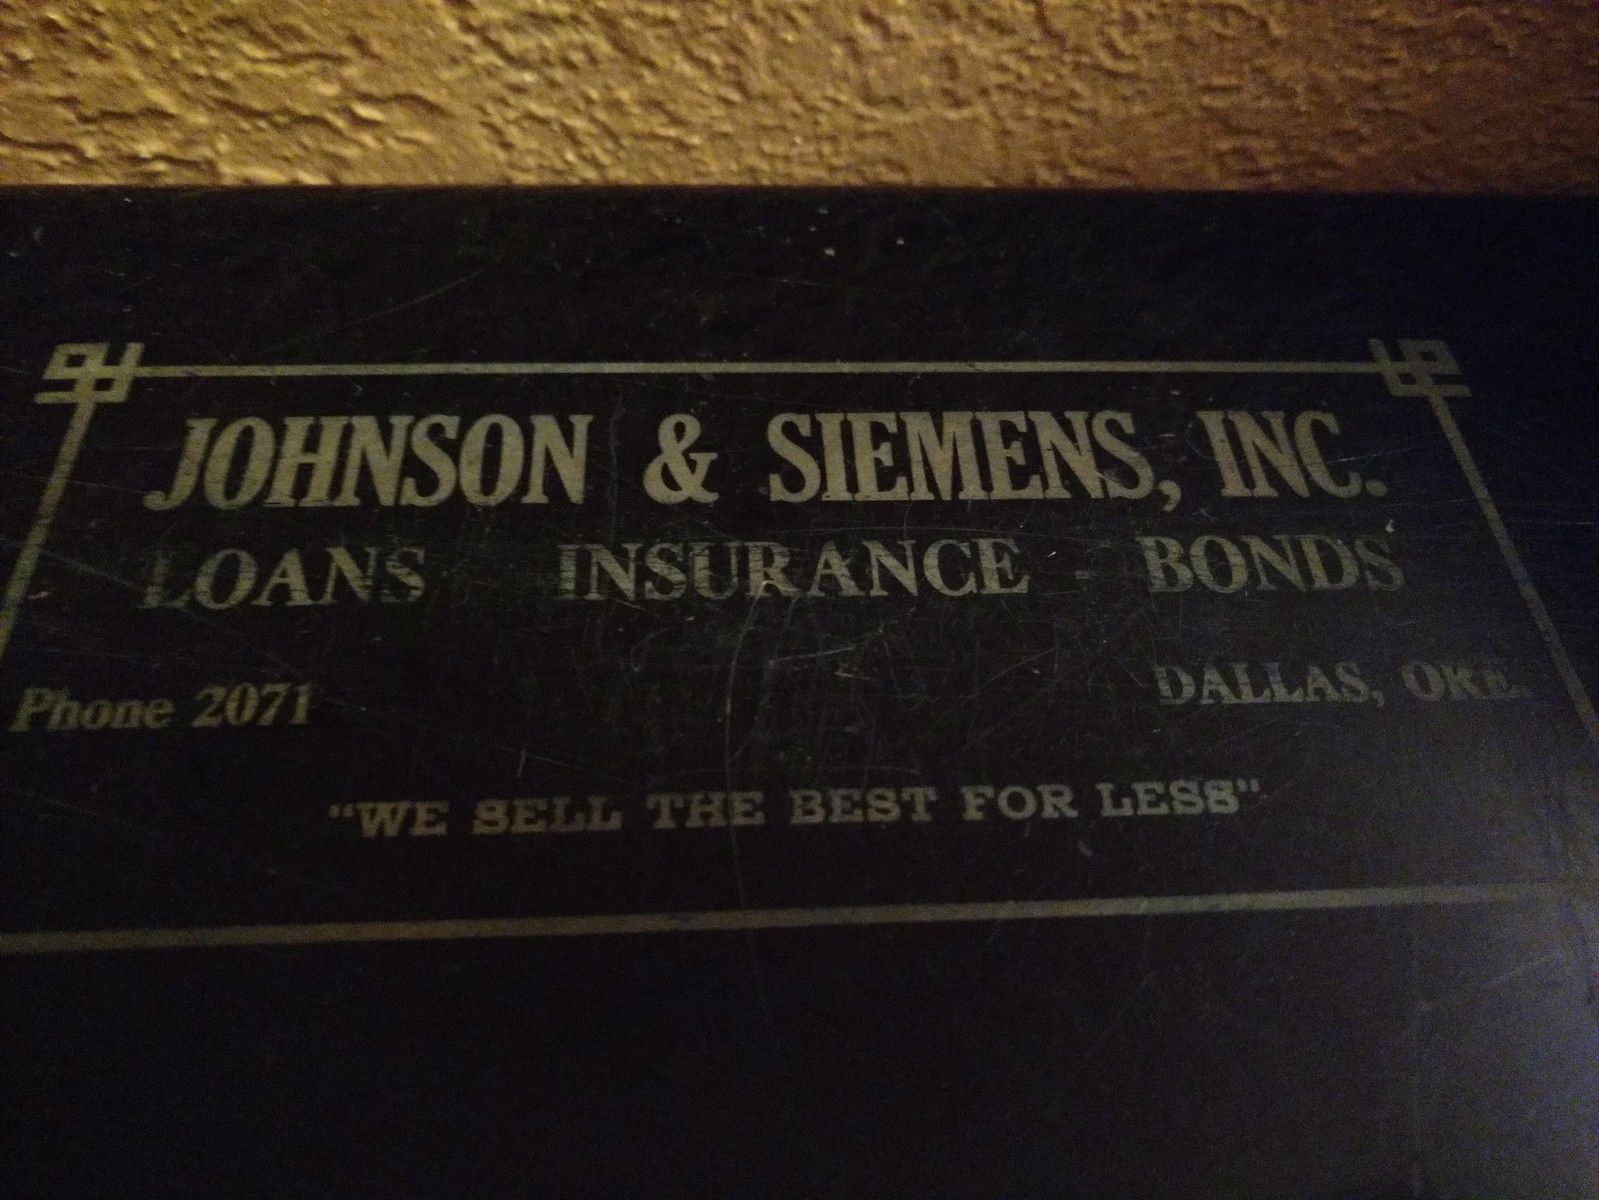 JOHNSON & SIEMENS, INC.
LOANS INSURANCE BONDS
Phone 2071 DALLAS, ORE.
"WE SELL THE BEST FOR LESS"